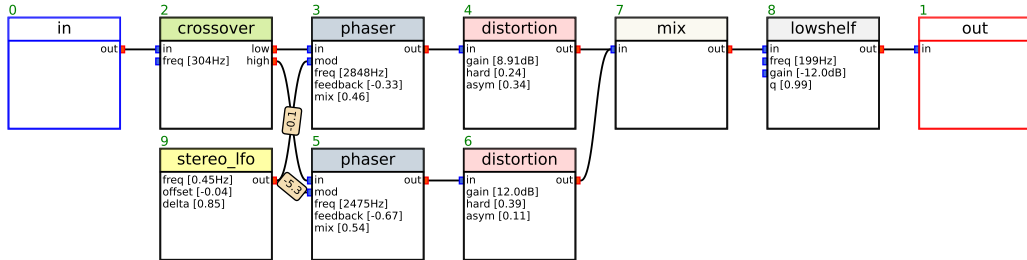 0
in
out
2
crossover
in
low
freq [304Hz]
high
3
phaser
in
out
mod
freq [2848Hz]
feedback [-0.33]
mix [0.46]
4
distortion
in
out
gain [8.91dB]
hard [0.24]
asym [0.34]
7
mix
in
out
8
lowshelf
in
out
freq [199Hz]
gain [-12.0dB]
q [0.99]
1
out
in
-0.1
-5.3
9
stereo_lfo
freq [0.45Hz]
out
offset [-0.04]
delta [0.85]
5
phaser
in
out
mod
freq [2475Hz]
feedback [-0.67]
mix [0.54]
6
distortion
in
out
gain [12.0dB]
hard [0.39]
asym [0.11]